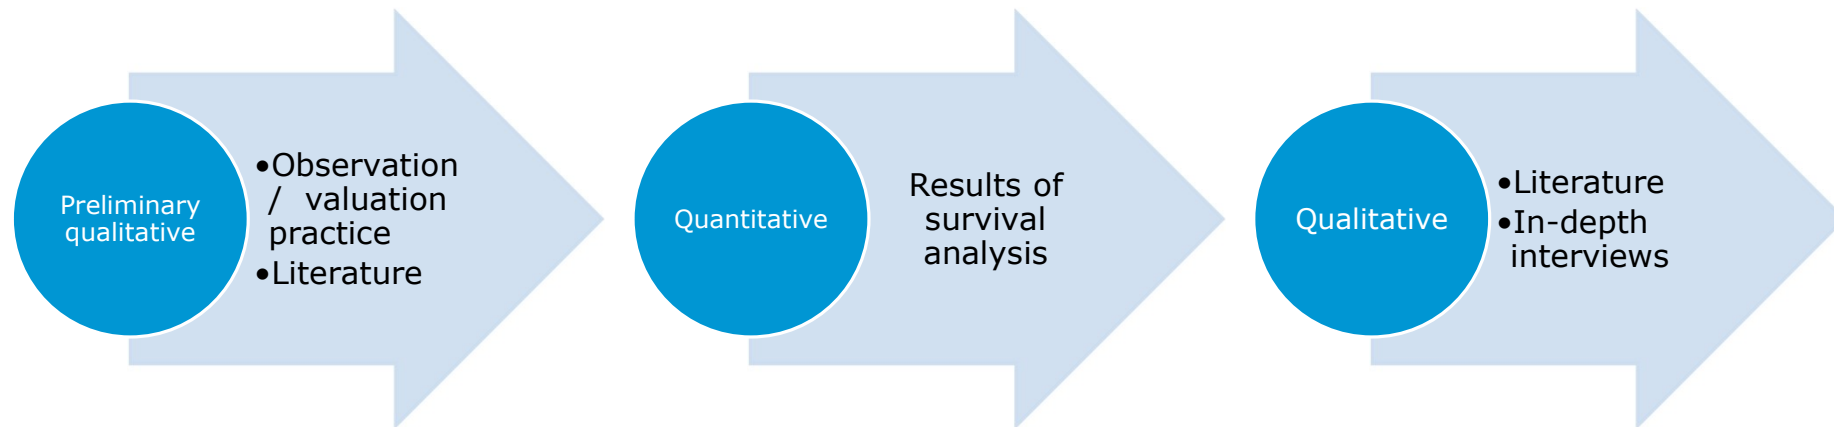 Preliminary
qualitative
•Observation
/ valuation
practice
•Literature
Quantitative
Results of
survival
analysis
Qualitative
•Literature
•In-depth
interviews